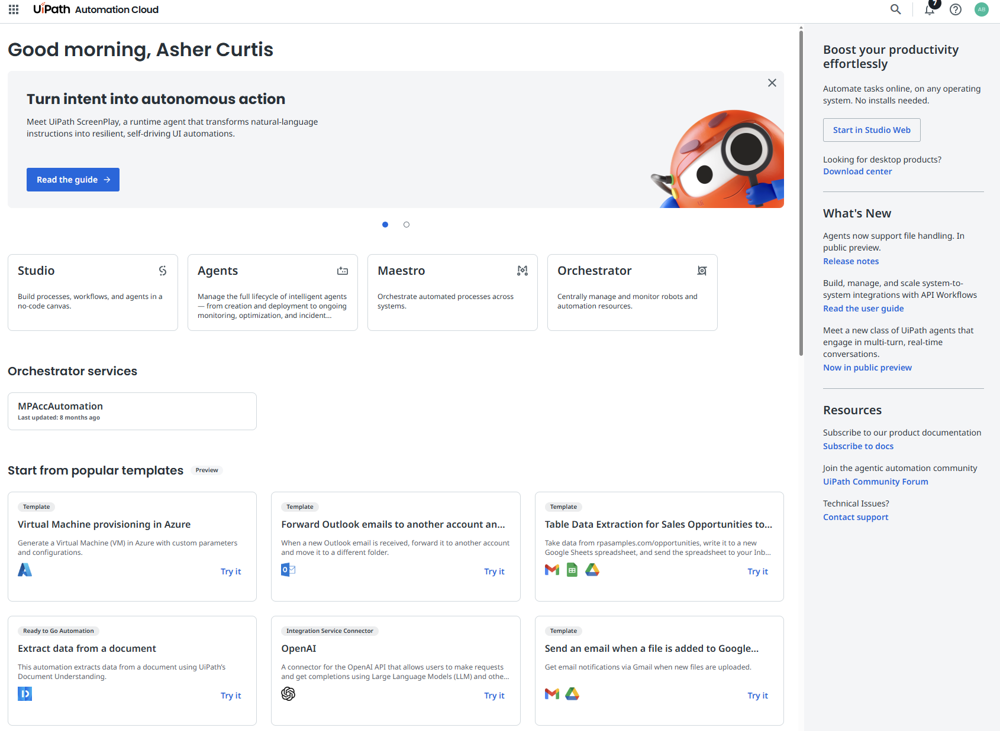 UiPath Automation Cloud
7
AB
Good morning, Asher Curtis
Turn intent into autonomous action
Meet UiPath ScreenPlay, a runtime agent that transforms natural-language
instructions into resilient, self-driving UI automations.
Read the guide →
Studio
Build processes, workflows, and agents in a
no-code canvas.
Agents
Manage the full lifecycle of intelligent agents
— from creation and deployment to ongoing
monitoring, optimization, and incident...
Maestro
Orchestrate automated processes across
systems.
Orchestrator
Centrally manage and monitor robots and
automation resources.
Orchestrator services
MPAccAutomation
Last updated: 8 months ago
Start from popular templates Preview
Template
Virtual Machine provisioning in Azure
Generate a Virtual Machine (VM) in Azure with custom parameters
and configurations.
Try it
Template
Forward Outlook emails to another account an...
When a new Outlook email is received, forward it to another account
and move it to a different folder.
Try it
Template
Table Data Extraction for Sales Opportunities to...
Take data from rpasamples.com/opportunities, write it to a new
Google Sheets spreadsheet, and send the spreadsheet to your Inb...
Try it
Ready to Go Automation
Extract data from a document
This automation extracts data from a document using UiPath's
Document Understanding.
Try it
Integration Service Connector
OpenAI
A connector for the OpenAI API that allows users to make requests
and get completions using Large Language Models (LLM) and othe...
Try it
Template
Send an email when a file is added to Google...
Get email notifications via Gmail when new files are uploaded.
Try it
Boost your productivity
effortlessly
Automate tasks online, on any operating
system. No installs needed.
Start in Studio Web
Looking for desktop products?
Download center
What's New
Agents now support file handling. In
public preview.
Release notes
Build, manage, and scale system-to-
system integrations with API Workflows
Read the user guide
Meet a new class of UiPath agents that
engage in multi-turn, real-time
conversations.
Now in public preview
Resources
Subscribe to our product documentation
Subscribe to docs
Join the agentic automation community
UiPath Community Forum
Technical Issues?
Contact support